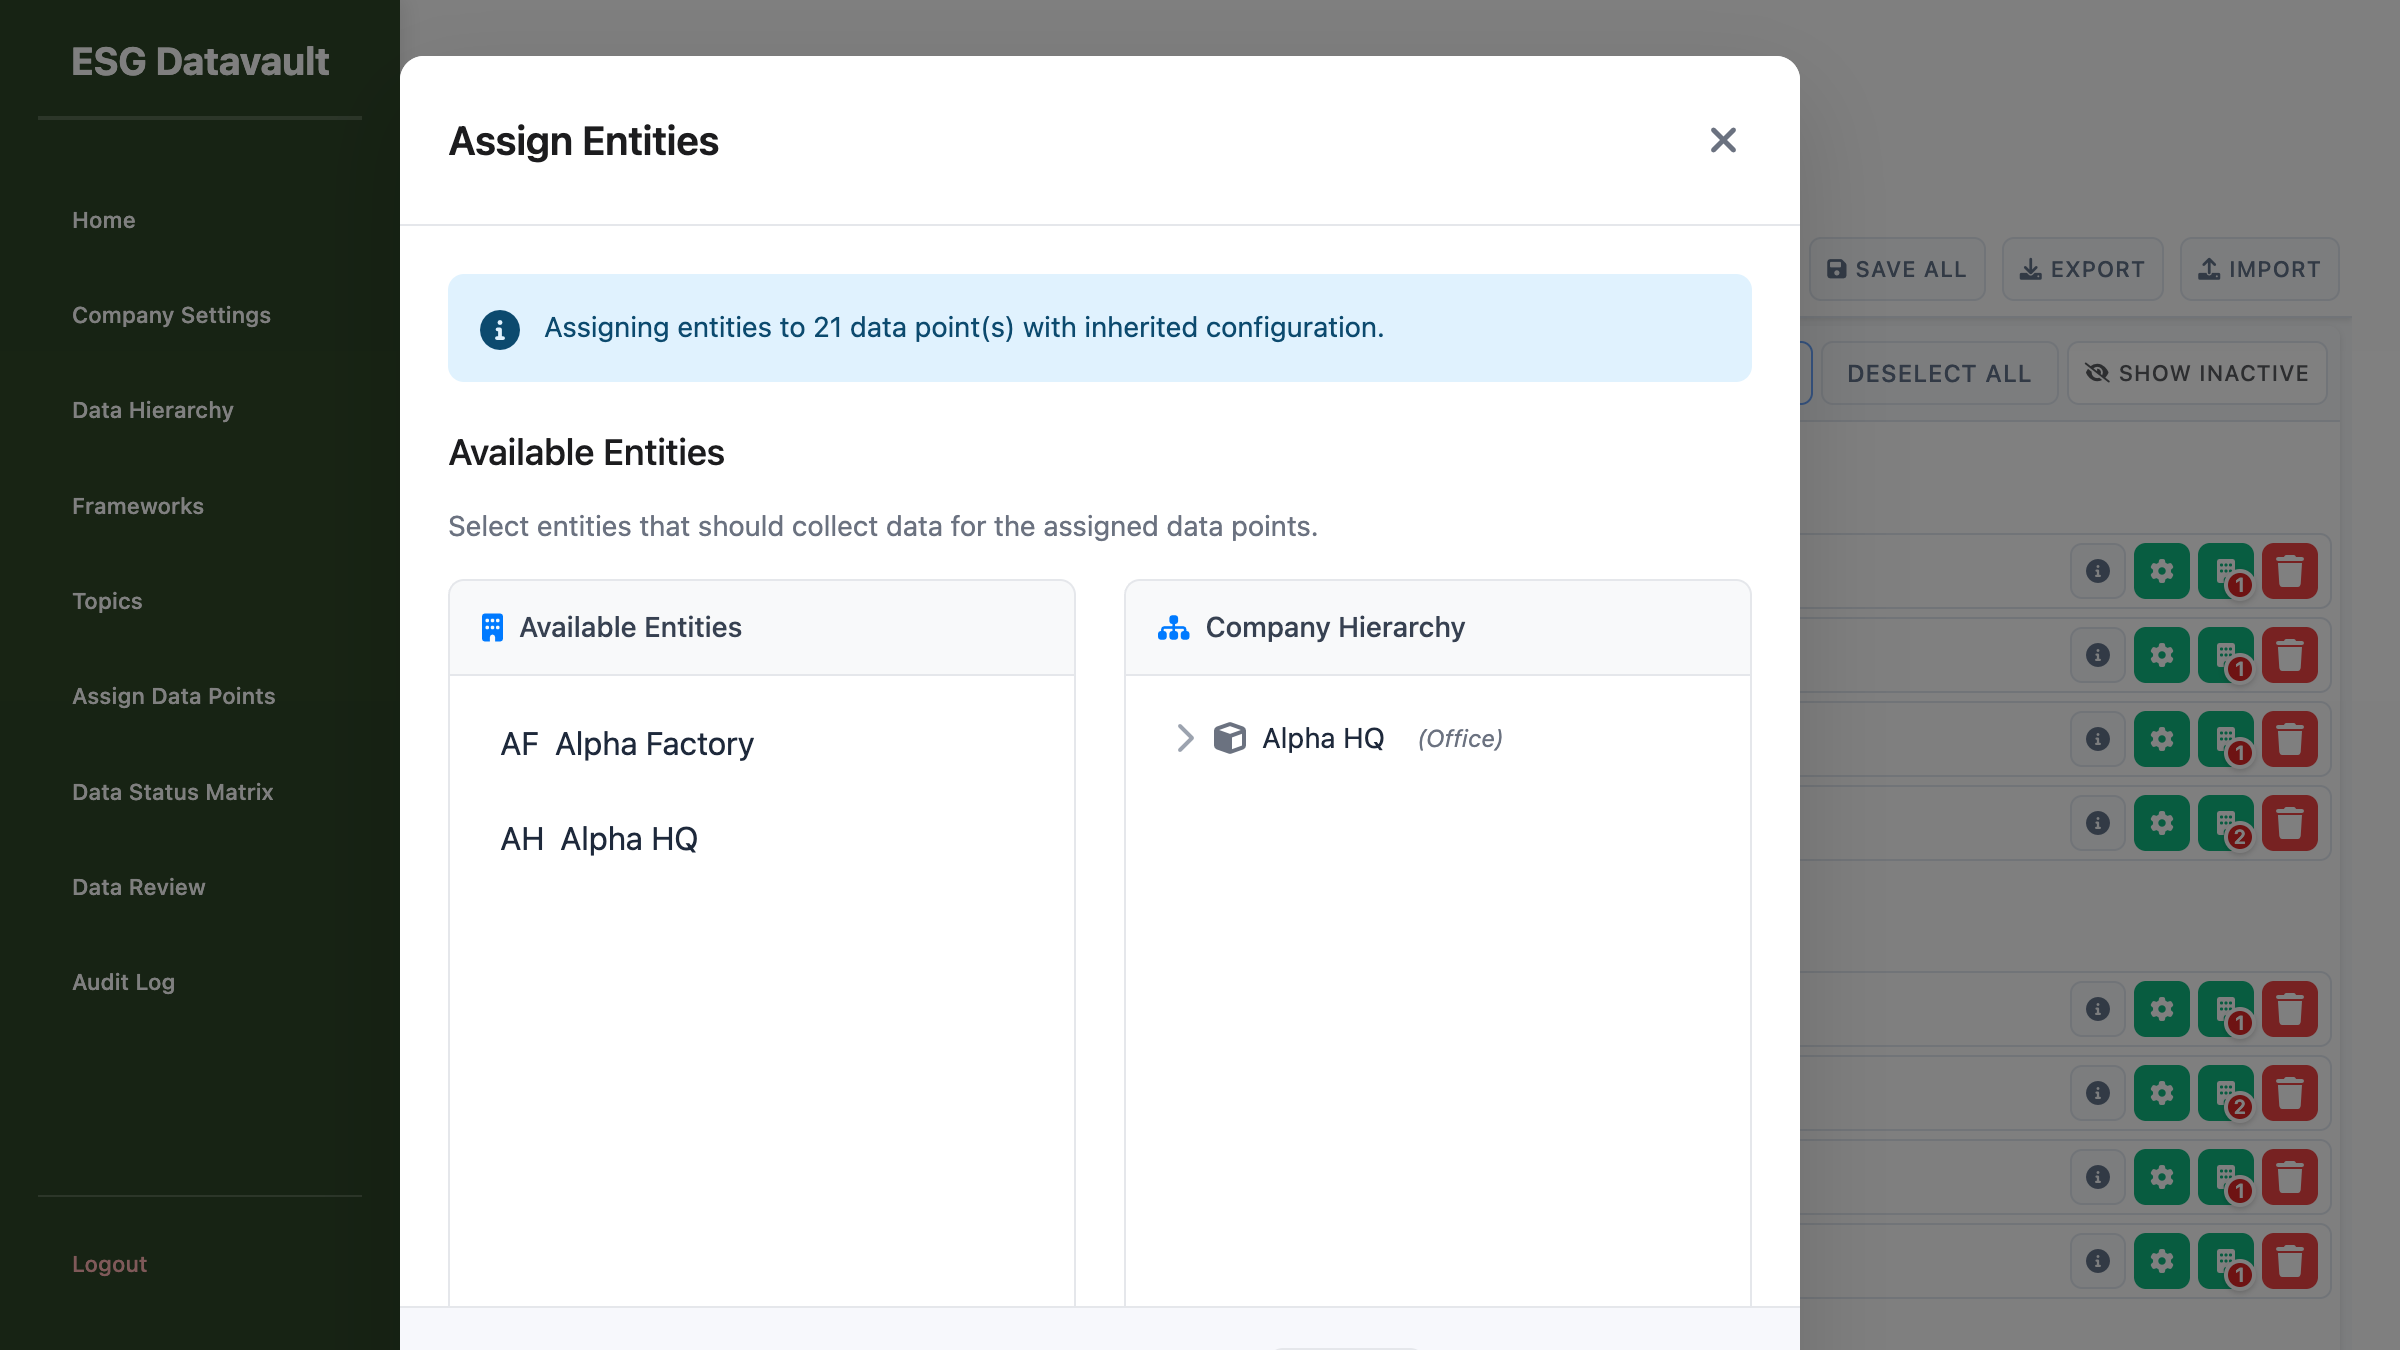 ESG Datavault
Home
Company Settings
Data Hierarchy
Frameworks
Topics
Assign Data Points
Data Status Matrix
Data Review
Audit Log
Logout
Assign Entities
Assigning entities to 21 data point(s) with inherited configuration.
Available Entities
Select entities that should collect data for the assigned data points.
Available Entities
AF Alpha Factory
AH Alpha HQ
Company Hierarchy
Alpha HQ (Office)
SAVE ALL EXPORT IMPORT
DESELECT ALL SHOW INACTIVE
1
1
1
2
1
2
1
1